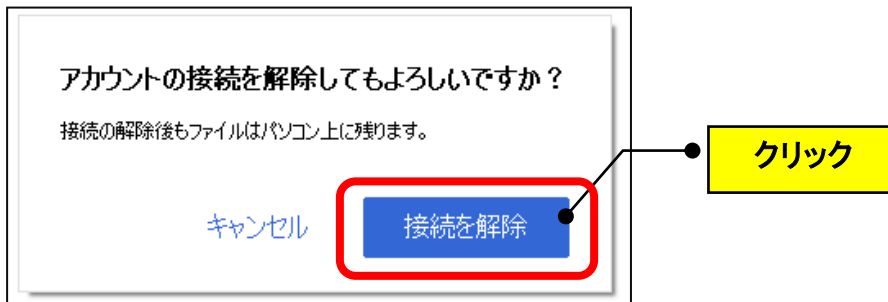 アカウントの接続を解除してもよろしいですか？
接続の解除後もファイルはパソコン上に残ります。
キャンセル
接続を解除
クリック